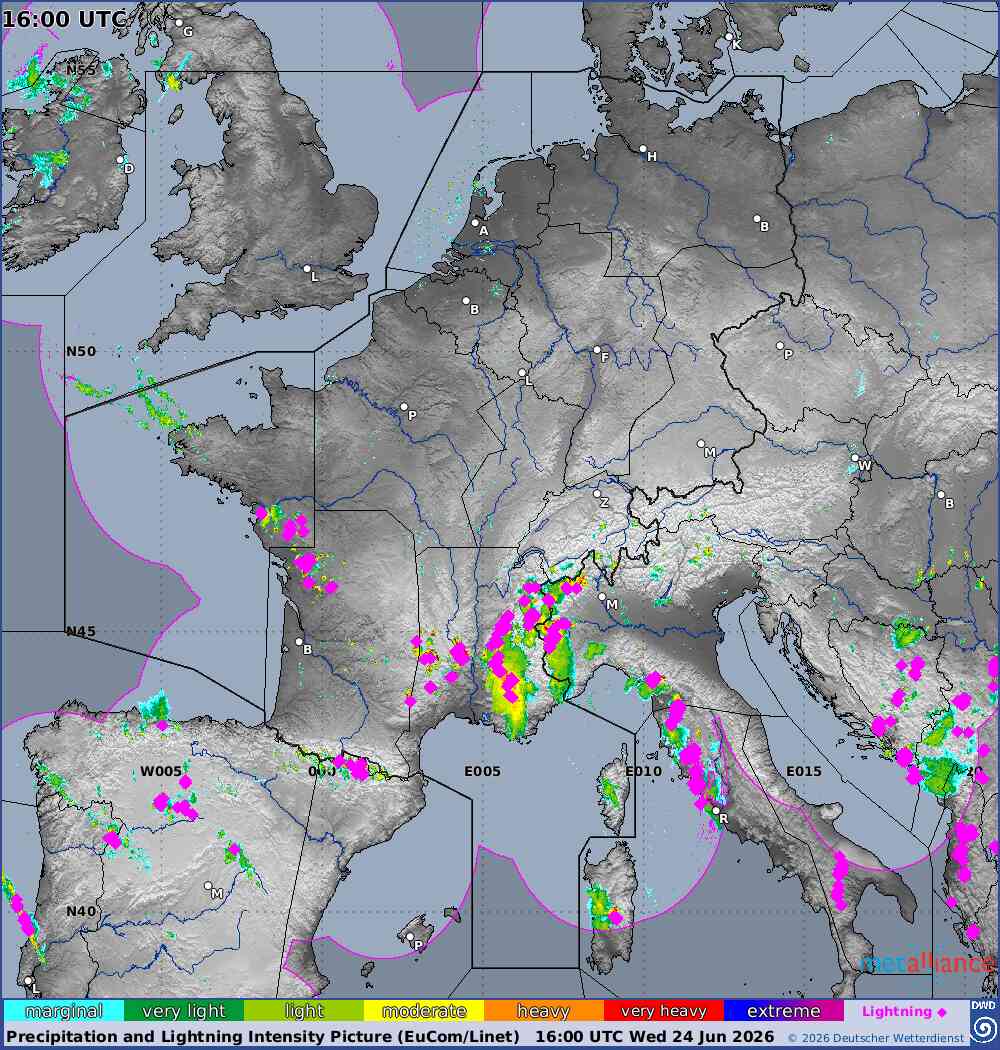 16:00 UTC
G
K
N55
D
H
B
A
L
B
N50
F
P
L
P
M
W
Z
B
M
N45
B
W005
000
E005
E010
E015
20
R
M
N40
P
L
metalliance
marginal very light light moderate heavy very heavy extreme Lightning
DWD
Precipitation and Lightning Intensity Picture (EuCom/Linet) 16:00 UTC Wed 24 Jun 2026 © 2026 Deutscher Wetterdienst